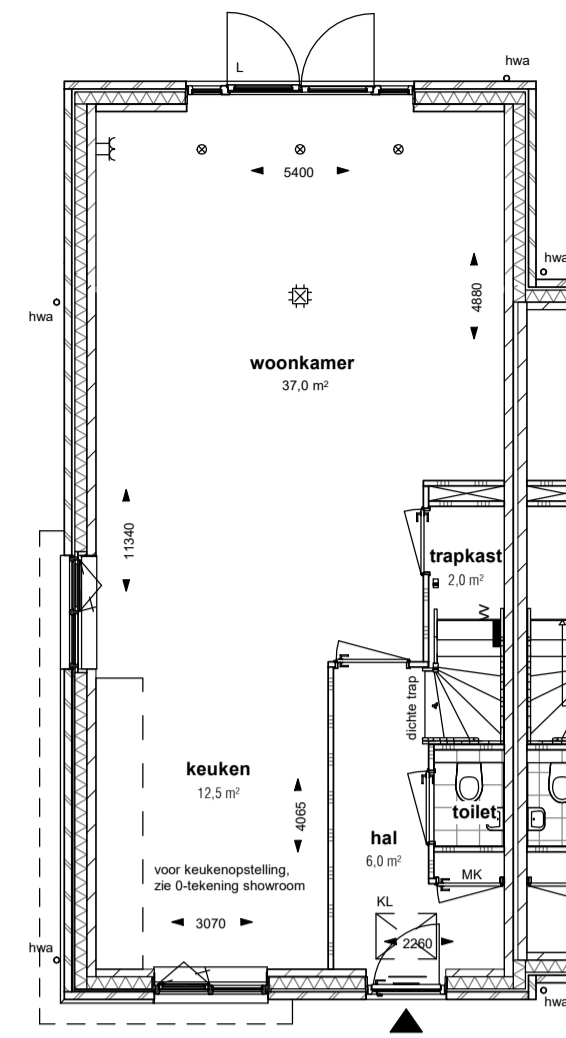 hwa
L
5400
hwa
4880
hwa
woonkamer
37,0 m²
11340
trapkast
2,0 m²
dichte trap
keuken
12,5 m²
4065
toilet
hal
6,0 m²
voor keukenopstelling,
zie 0-tekening showroom
MK
KL
3070
2260
hwa
hwa